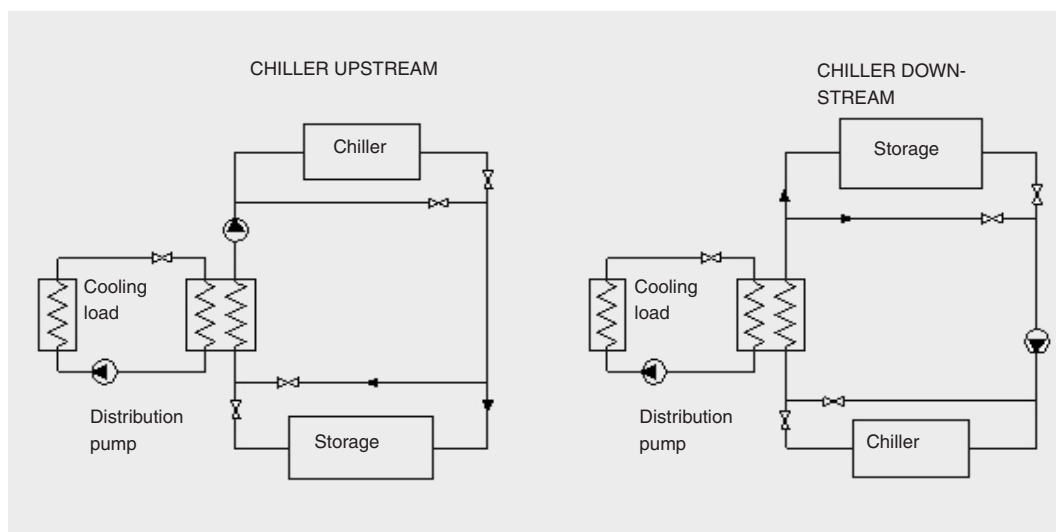 CHILLER UPSTREAM
Chiller
Cooling
load
Distribution
pump
Storage
CHILLER DOWN-
STREAM
Storage
Cooling
load
Distribution
pump
Chiller